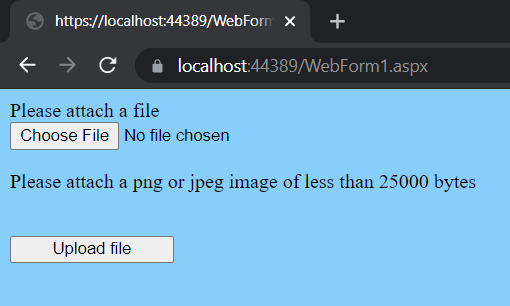 https://localhost:44389/WebForm
localhost:44389/WebForm1.aspx
Please attach a file
Choose File No file chosen
Please attach a png or jpeg image of less than 25000 bytes
Upload file